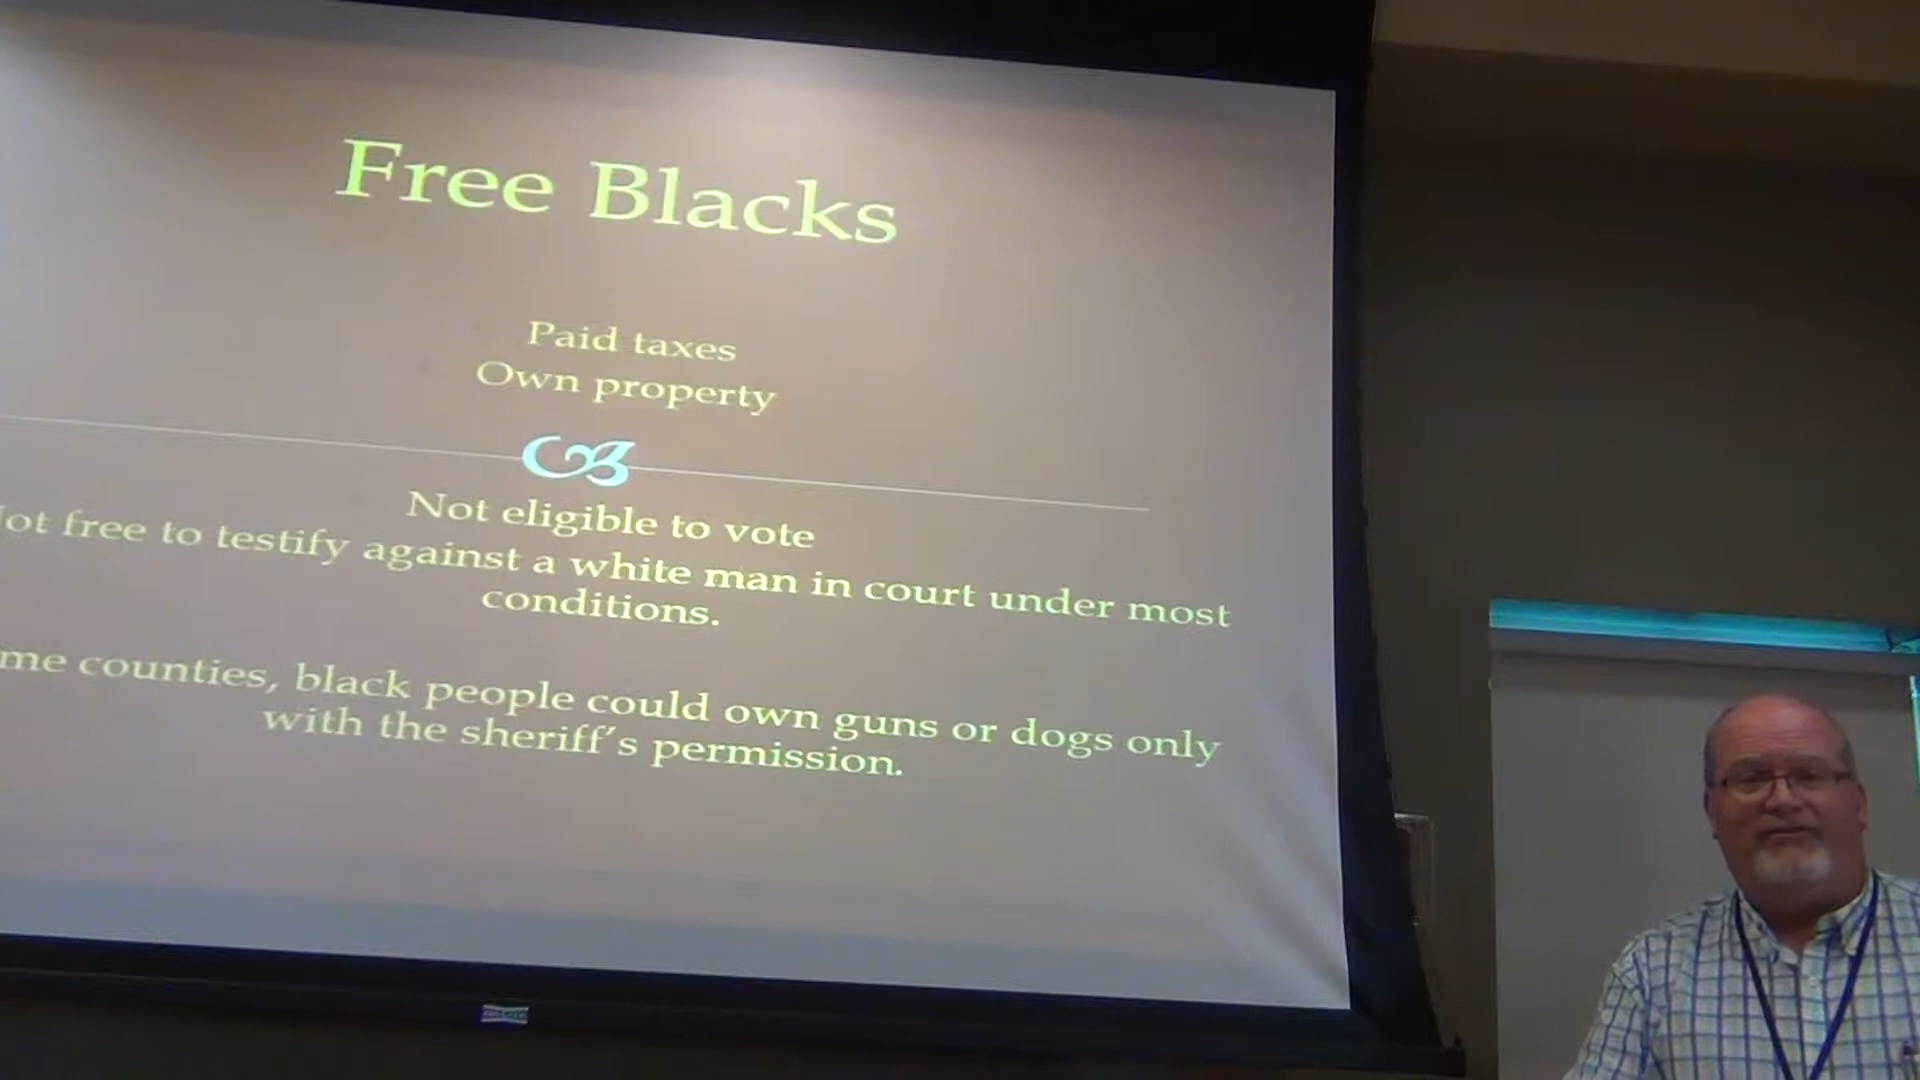 Free Blacks
Paid taxes
Own property
Not eligible to vote
ot free to testify against a white man in court under most
conditions.
me counties, black people could own guns or dogs only
with the sheriff's permission.